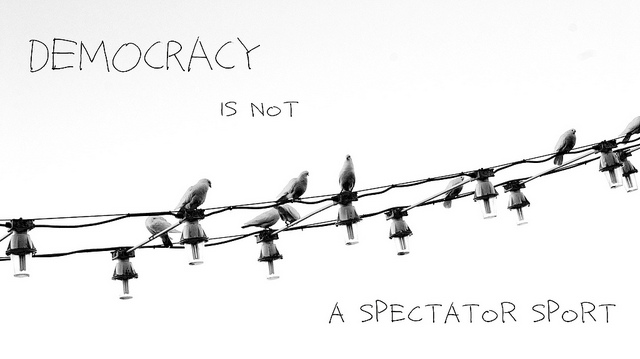 DEMOCRACY
IS NOT
A SPECTATOR SPORT